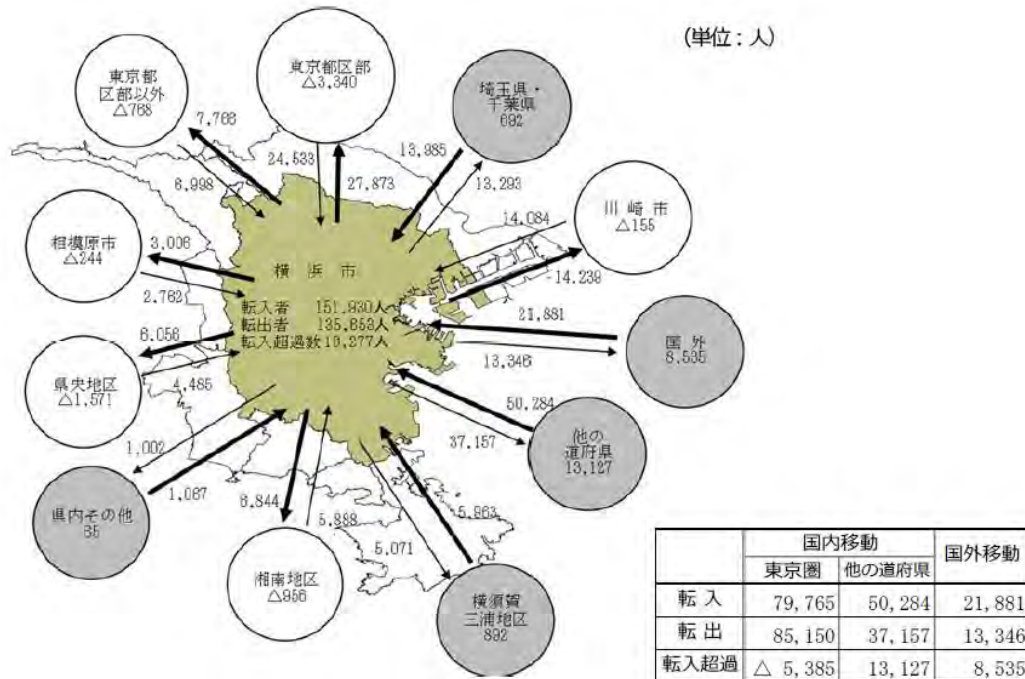 (単位：人)
東京都
区部以外
△768
東京都区部
△3,340
埼玉県・
千葉県
692
7,766
6,998
24,533
27,873
13,985
13,293
川崎市
△155
14,084
14,239
相模原市
△244
3,006
2,762
横浜市
転入者 151,930人
転出者 135,653人
転入超過数 16,277人
21,881
13,346
国外
8,535
6,056
4,485
県央地区
△1,571
50,284
37,157
他の
道府県
13,127
1,002
1,067
県内その他
65
6,844
5,888
湘南地区
△956
5,963
5,071
横須賀
三浦地区
892
国内移動 国外移動
東京圏 他の道府県
転入 79,765 50,284 21,881
転出 85,150 37,157 13,346
転入超過 △ 5,385 13,127 8,535